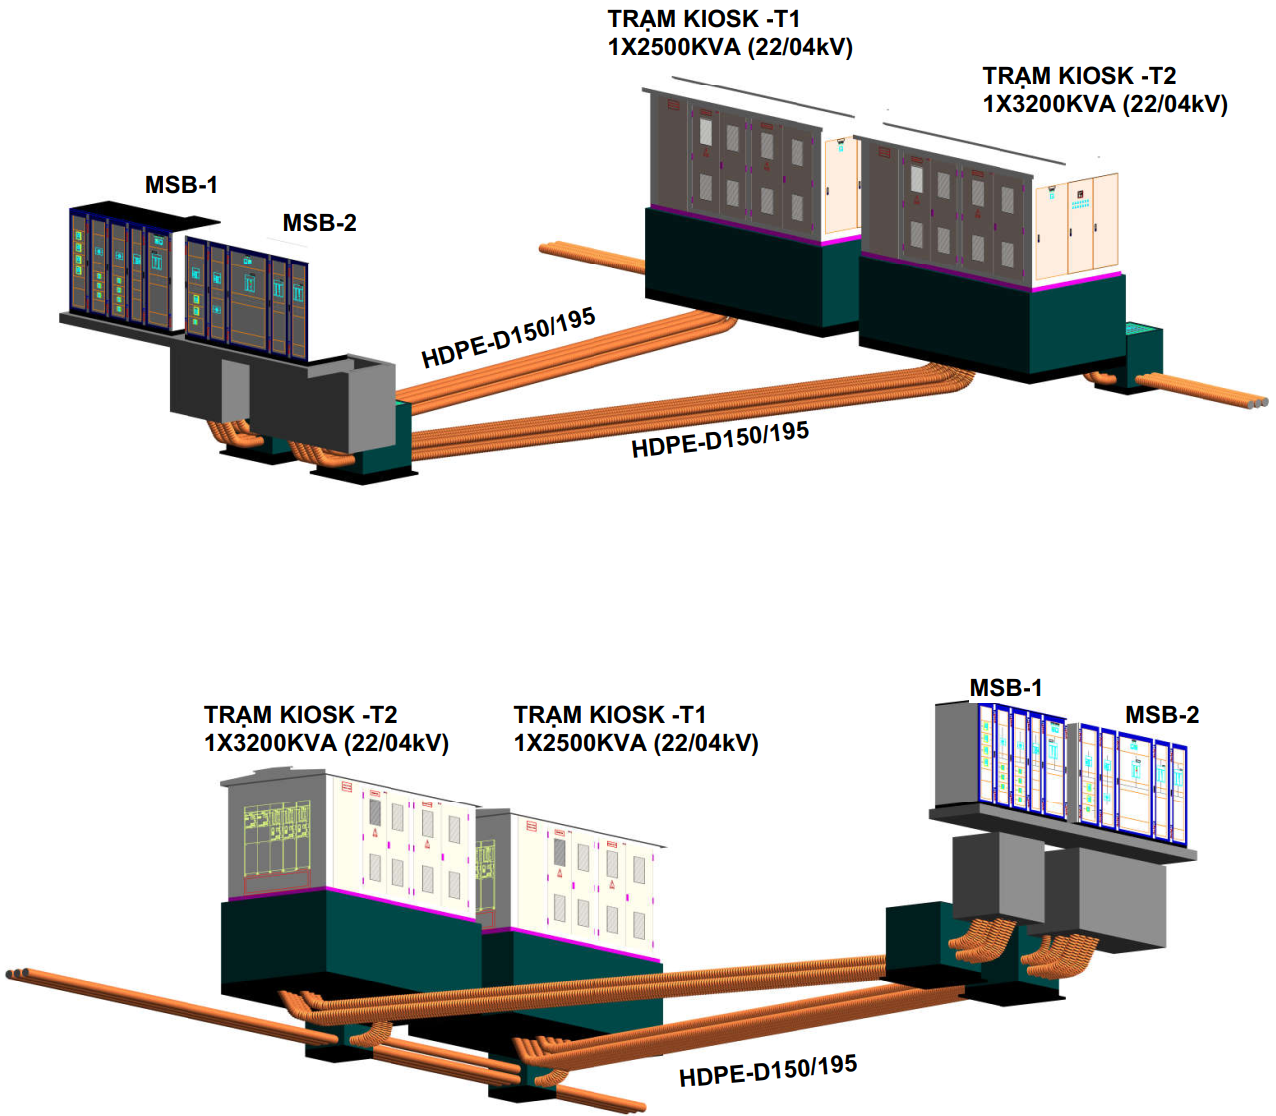 TRẠM KIOSK -T1
1X2500KVA (22/04kV)
TRẠM KIOSK -T2
1X3200KVA (22/04kV)
MSB-1
MSB-2
HDPE-D150/195
HDPE-D150/195
MSB-1
MSB-2
TRẠM KIOSK -T2
1X3200KVA (22/04kV)
TRẠM KIOSK -T1
1X2500KVA (22/04kV)
HDPE-D150/195